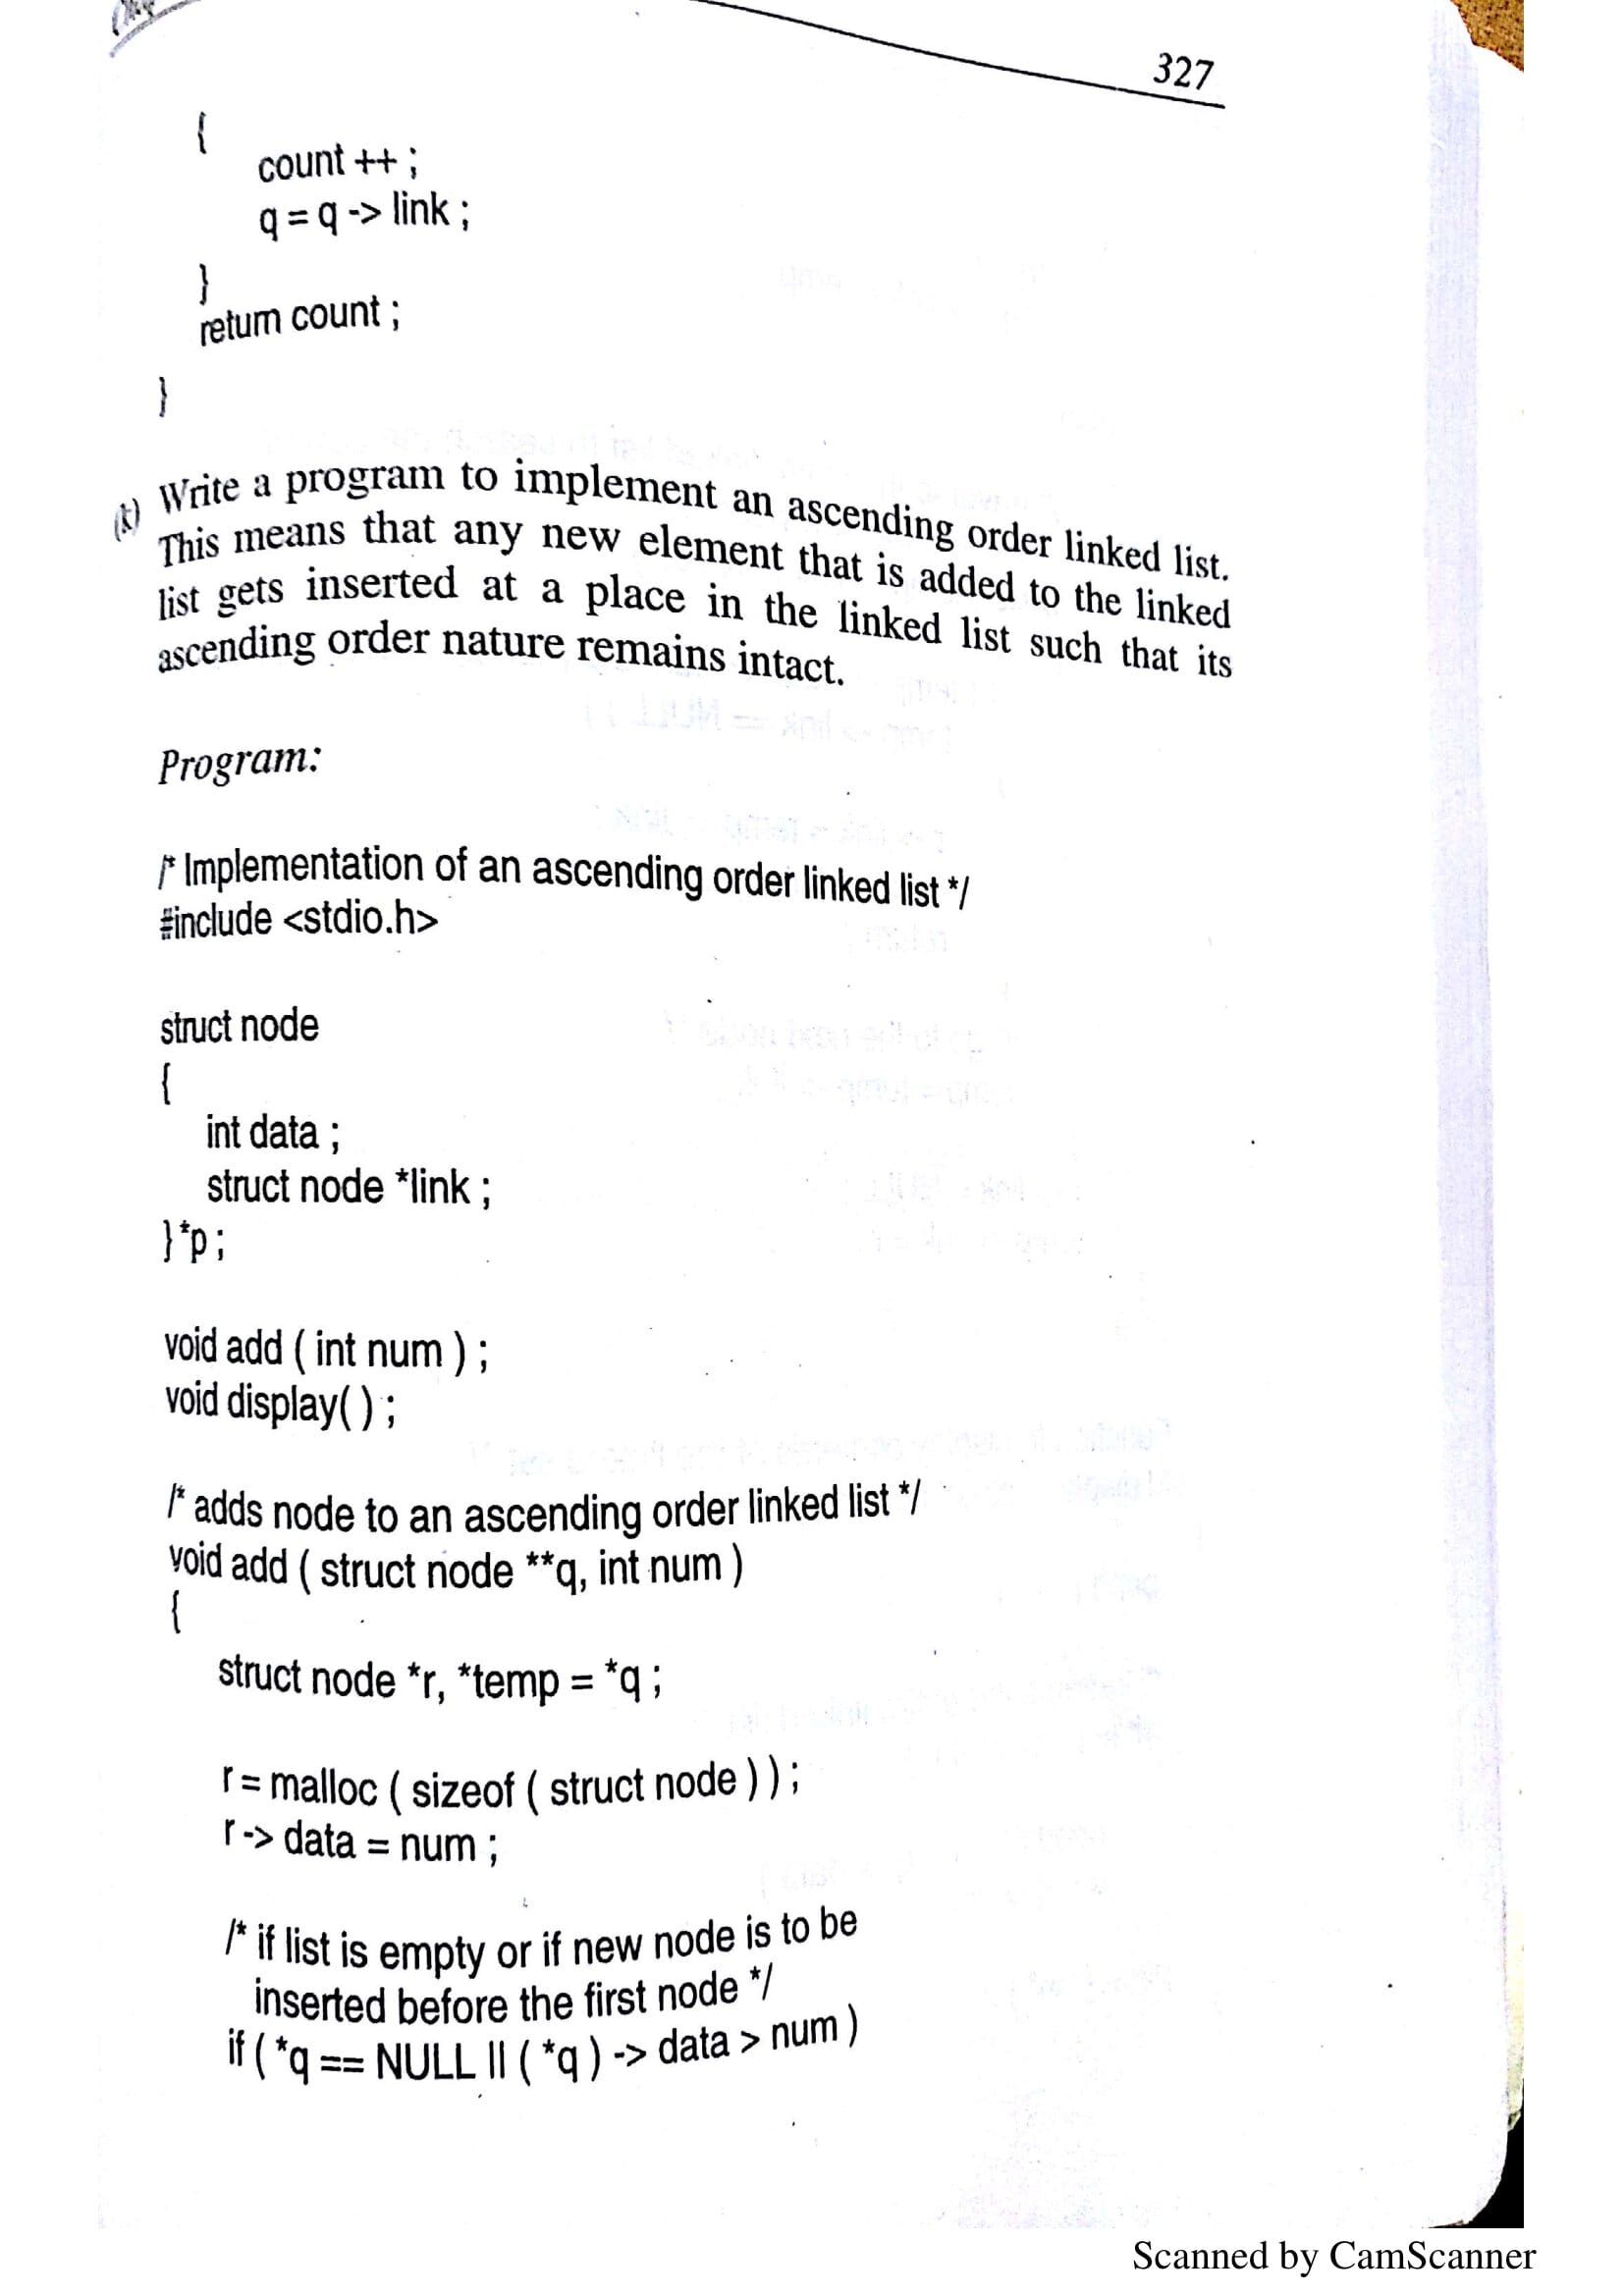 327
{
count ++ ;
q = q -> link ;
}
return count ;
}
(k) Write a program to implement an ascending order linked list.
This means that any new element that is added to the linked
list gets inserted at a place in the linked list such that its
ascending order nature remains intact.
Program:
/* Implementation of an ascending order linked list */
#include <stdio.h>
struct node
{
int data ;
struct node *link ;
}*p ;
void add ( int num ) ;
void display( ) ;
/* adds node to an ascending order linked list */
void add ( struct node **q, int num )
{
struct node *r, *temp = *q ;
r = malloc ( sizeof ( struct node ) ) ;
r -> data = num ;
/* if list is empty or if new node is to be
inserted before the first node */
if ( *q == NULL || ( *q ) -> data > num )
Scanned by CamScanner